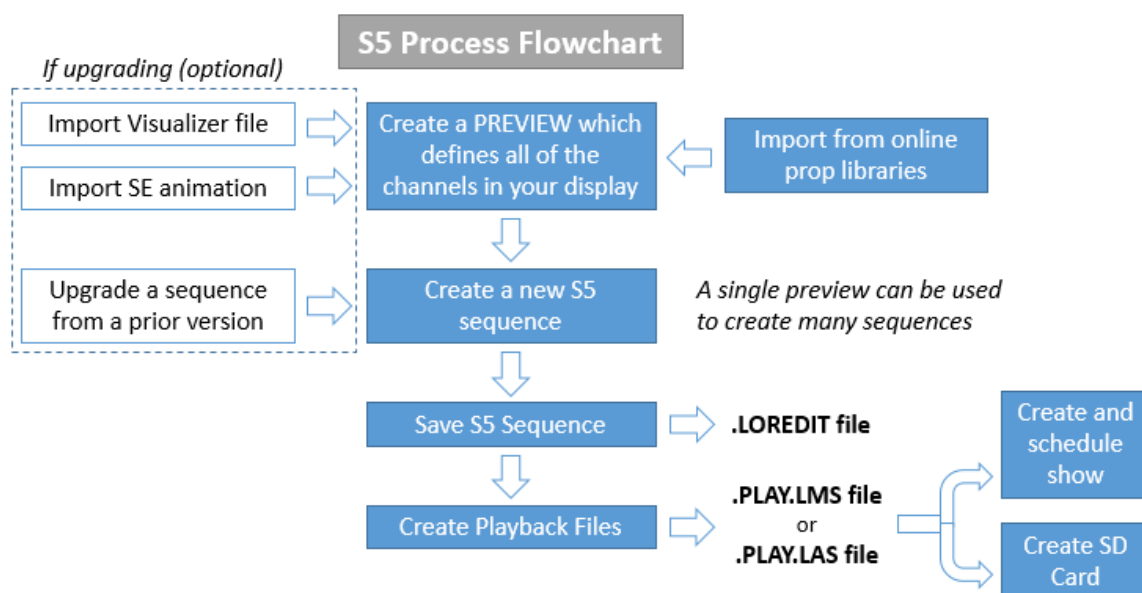 S5 Process Flowchart
If upgrading (optional)
Import Visualizer file
Import SE animation
Upgrade a sequence
from a prior version
Create a PREVIEW which
defines all of the
channels in your display
Import from online
prop libraries
Create a new S5
sequence
A single preview can be used
to create many sequences
Save S5 Sequence
.LOREDIT file
Create Playback Files
.PLAY.LMS file
or
.PLAY.LAS file
Create and
schedule
show
Create SD
Card